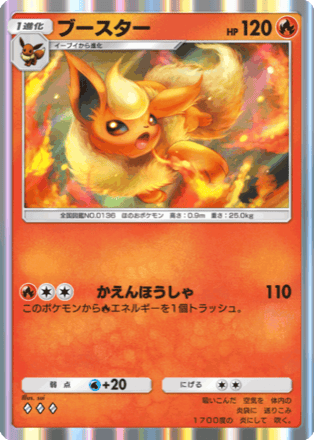 1進化
ブースター
HP120
イーブイから進化
全国図鑑NO.0136 ほのおポケモン 高さ:0.9m 重さ:25.0kg
かえんほうしゃ 110
このポケモンから エネルギーを1個トラッシュ。
弱点 +20 にげる
Illus. sui
吸いこんだ 空気を 体内の
炎袋に 送りこみ
1700度の 炎にして 吹く。